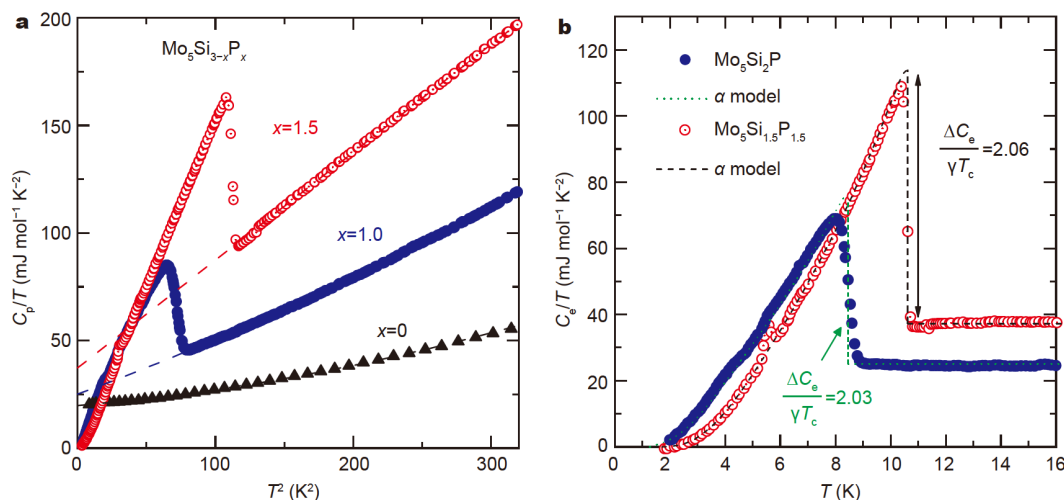 a
Mo₅Si₃₋ₓPₓ
x=1.5
x=1.0
x=0
200
150
100
50
0
0
100
200
300
Cₚ/T (mJ mol⁻¹ K⁻²)
T² (K²)
b
Mo₅Si₂P
α model
Mo₅Si₁.₅P₁.₅
α model
ΔCₑ
γT꜀
=2.06
ΔCₑ
γT꜀
=2.03
120
100
80
60
40
20
0
0
2
4
6
8
10
12
14
16
Cₑ/T (mJ mol⁻¹ K⁻²)
T (K)